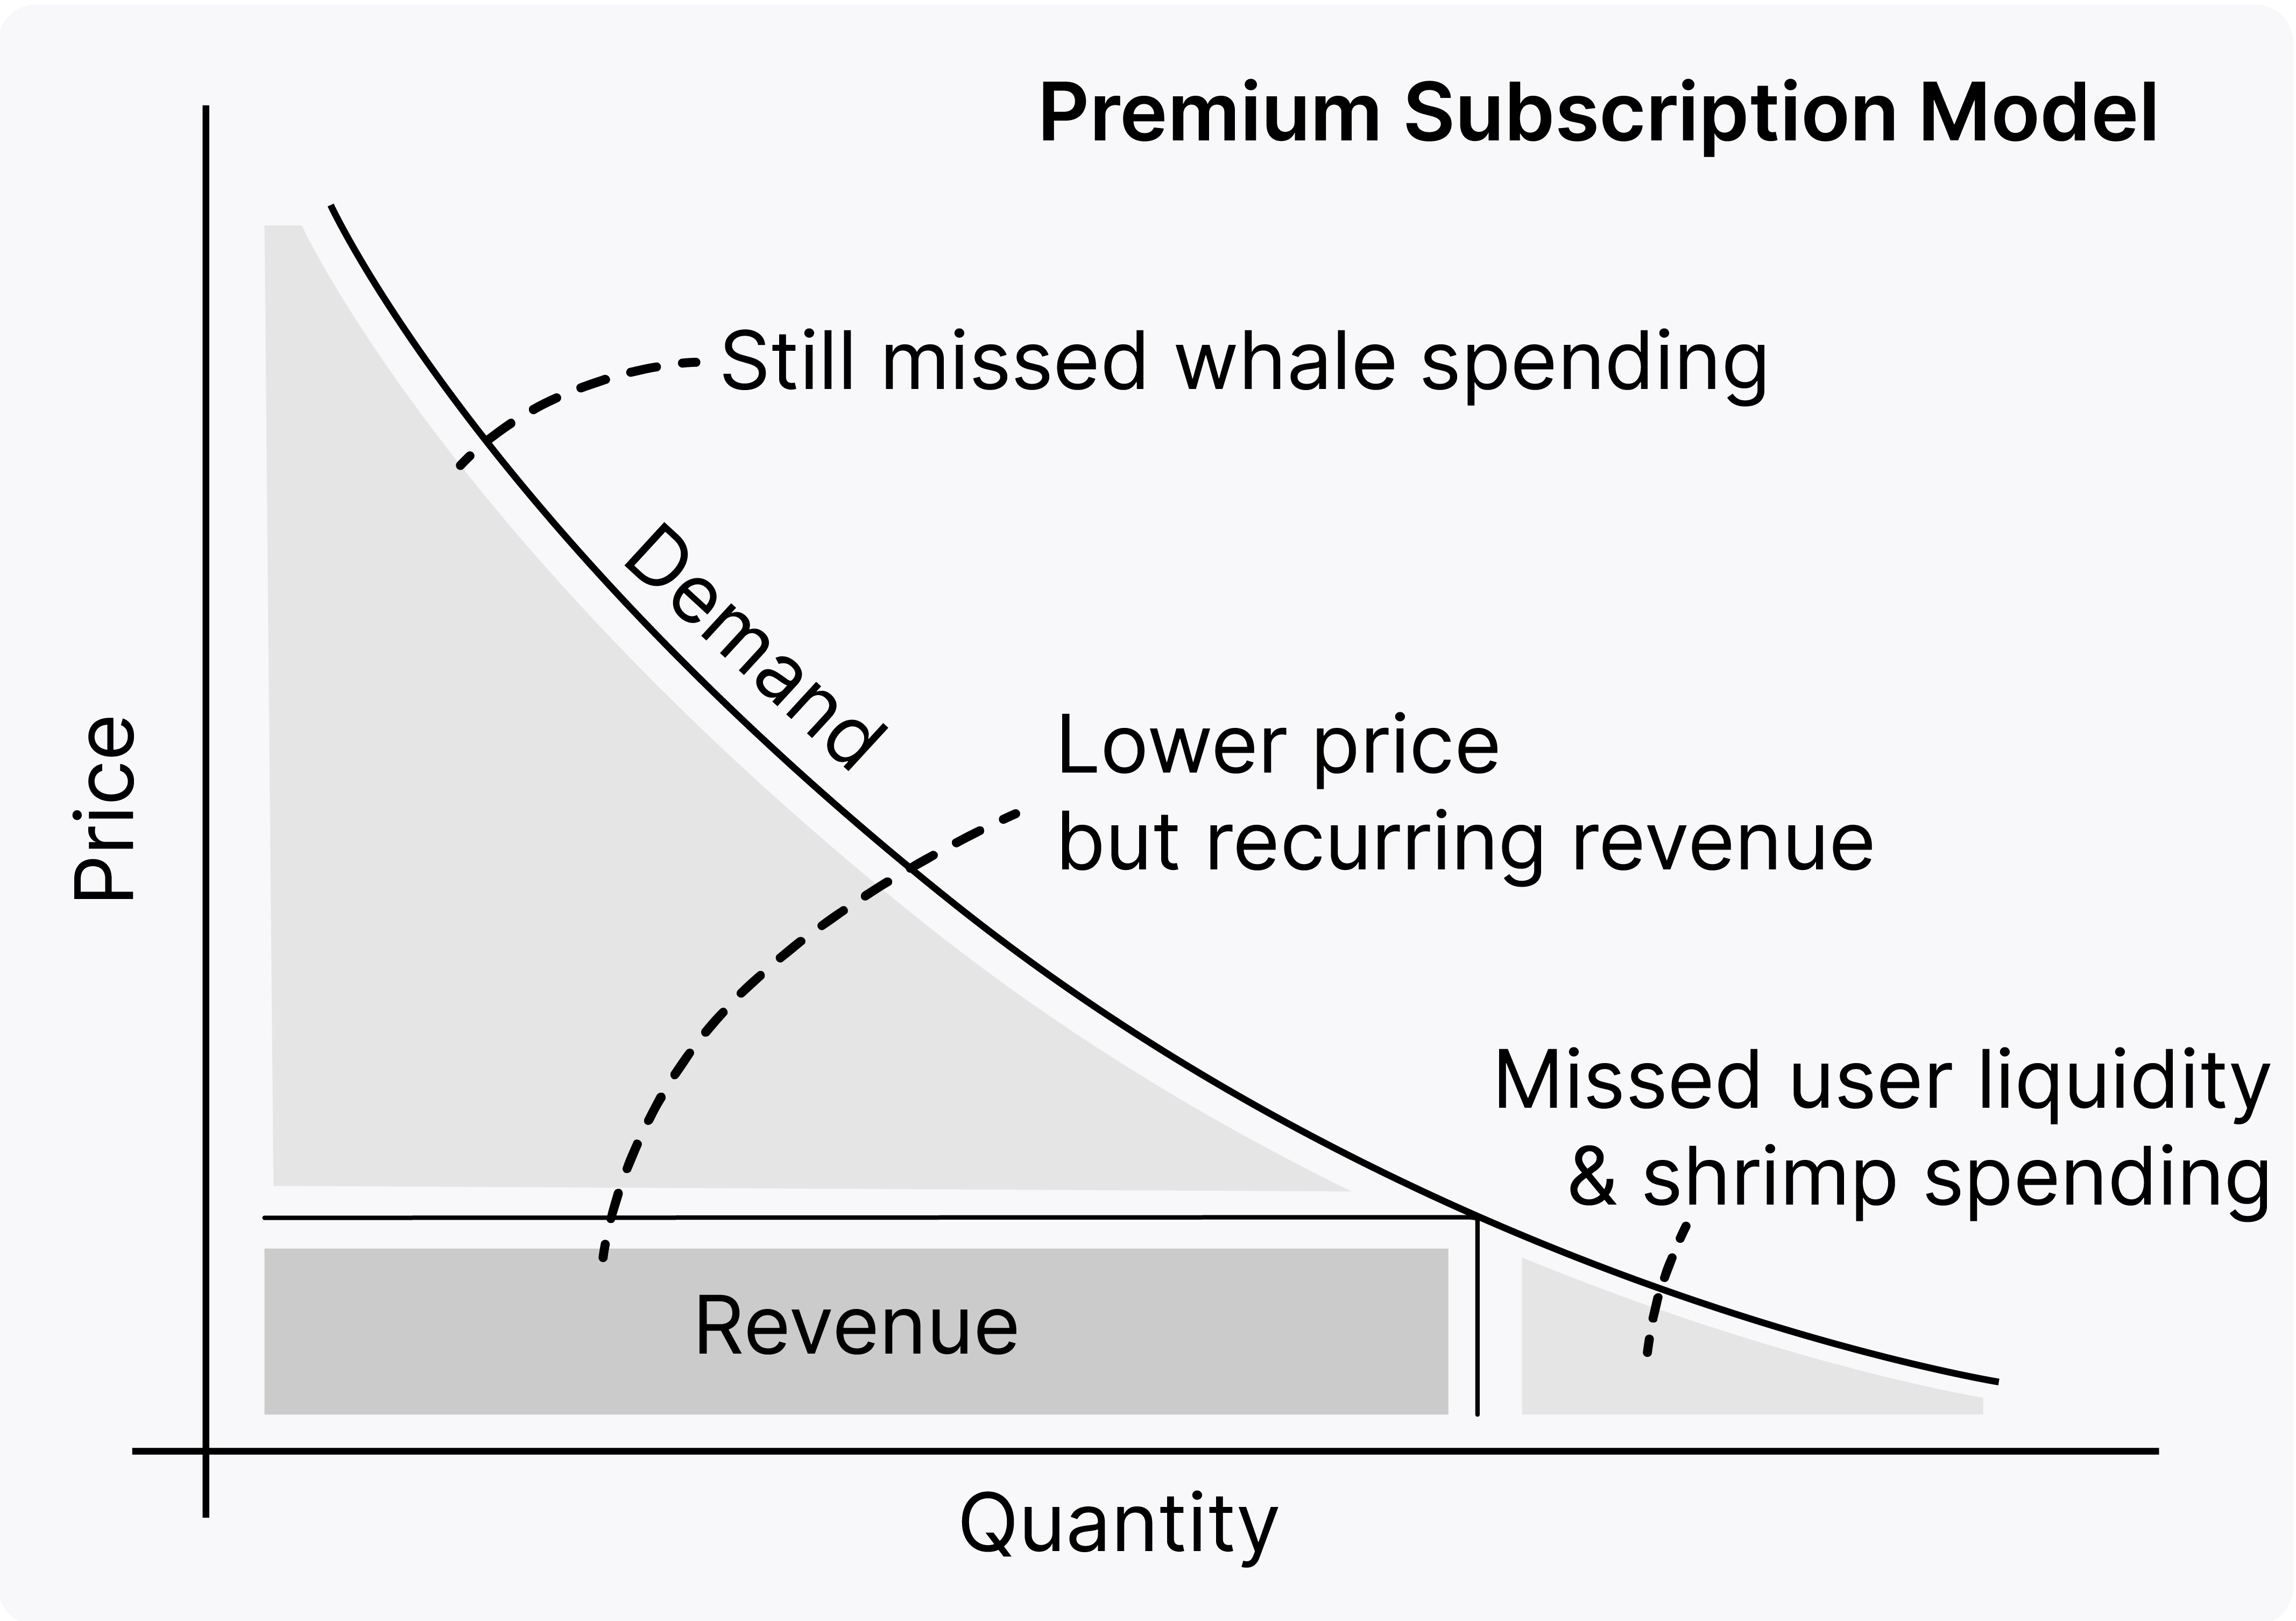 Premium Subscription Model
Still missed whale spending
Demand
Lower price
but recurring revenue
Price
Missed user liquidity
& shrimp spending
Revenue
Quantity